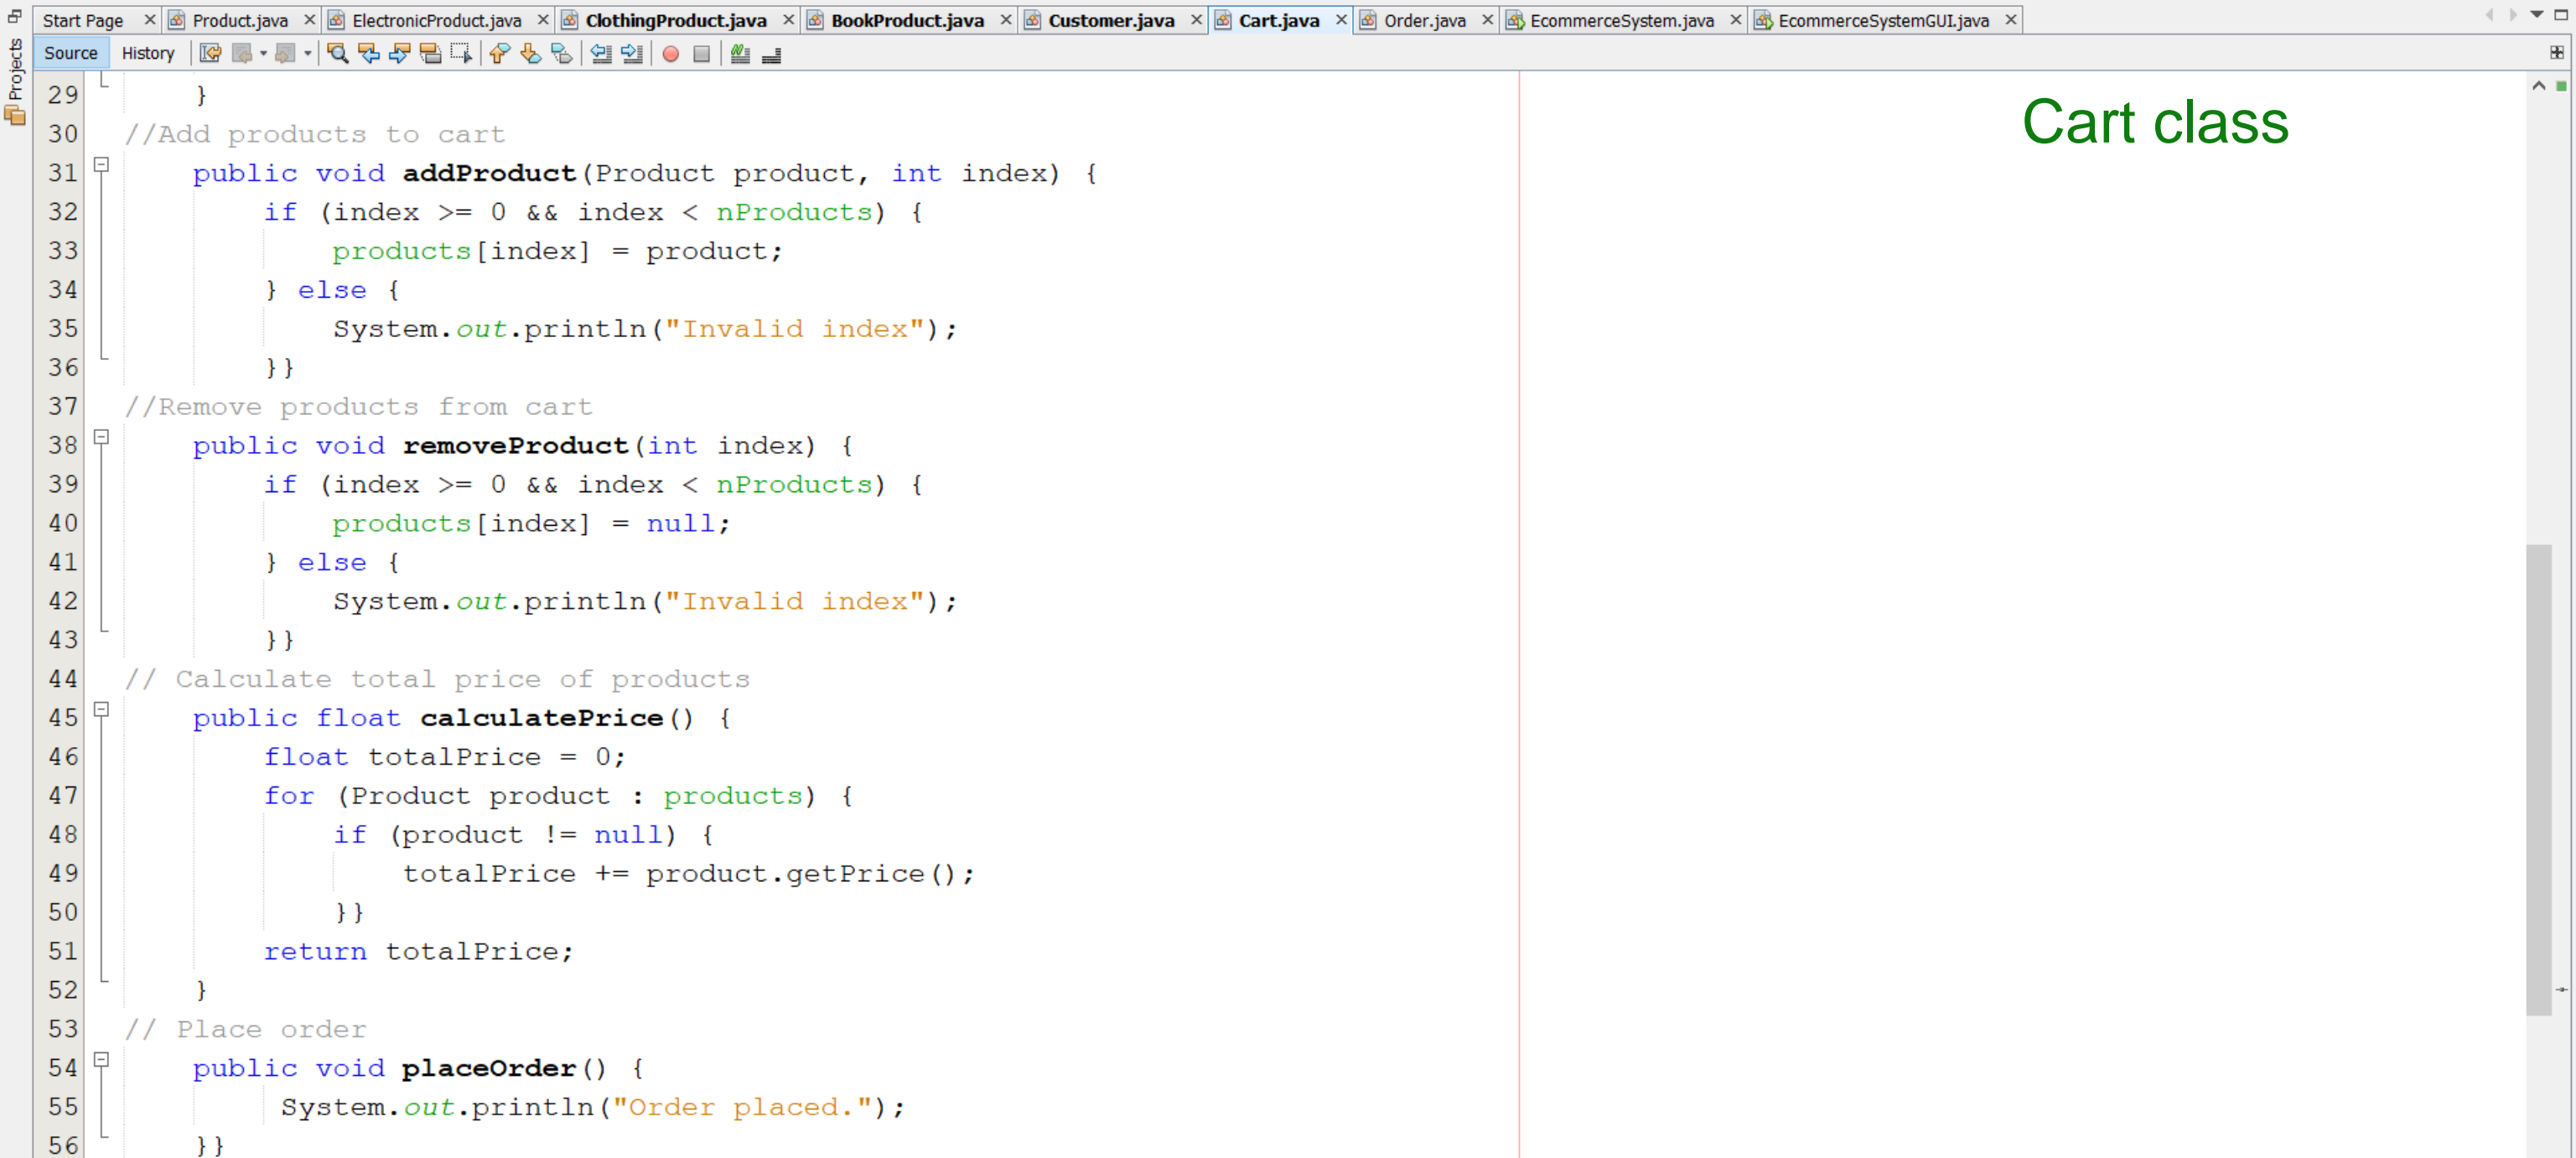 Start Page Product.java ElectronicProduct.java ClothingProduct.java BookProduct.java Customer.java Cart.java Order.java EcommerceSystem.java EcommerceSystemGUI.java
Projects
Source History
Cart class
29 }
30 //Add products to cart
31 public void addProduct(Product product, int index) {
32 if (index >= 0 && index < nProducts) {
33 products[index] = product;
34 } else {
35 System.out.println("Invalid index");
36 }}
37 //Remove products from cart
38 public void removeProduct(int index) {
39 if (index >= 0 && index < nProducts) {
40 products[index] = null;
41 } else {
42 System.out.println("Invalid index");
43 }}
44 // Calculate total price of products
45 public float calculatePrice() {
46 float totalPrice = 0;
47 for (Product product : products) {
48 if (product != null) {
49 totalPrice += product.getPrice();
50 }}
51 return totalPrice;
52 }
53 // Place order
54 public void placeOrder() {
55 System.out.println("Order placed.");
56 }}